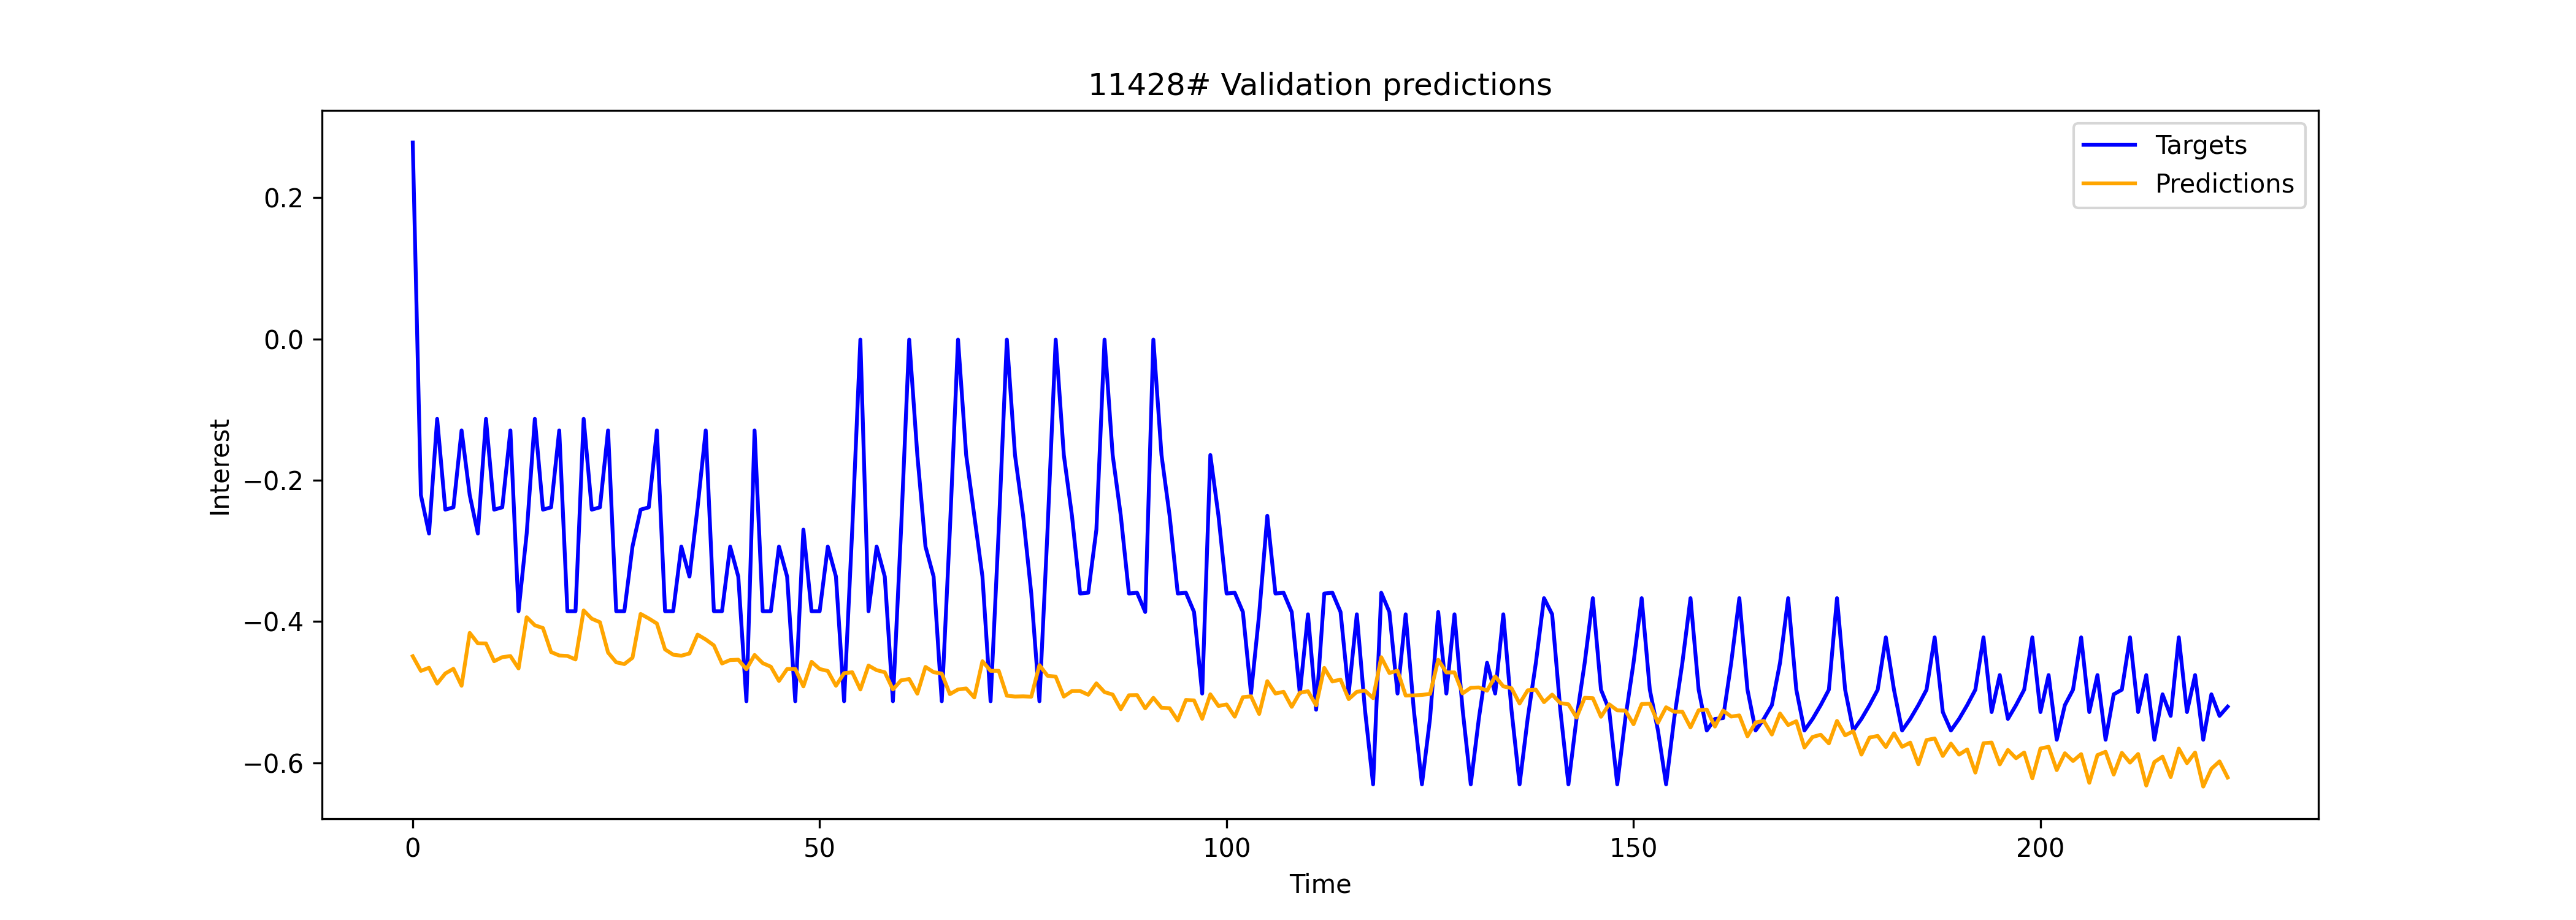 11428# Validation predictions
Targets
Predictions
0.2
0.0
−0.2
−0.4
−0.6
Interest
0 50 100 150 200
Time